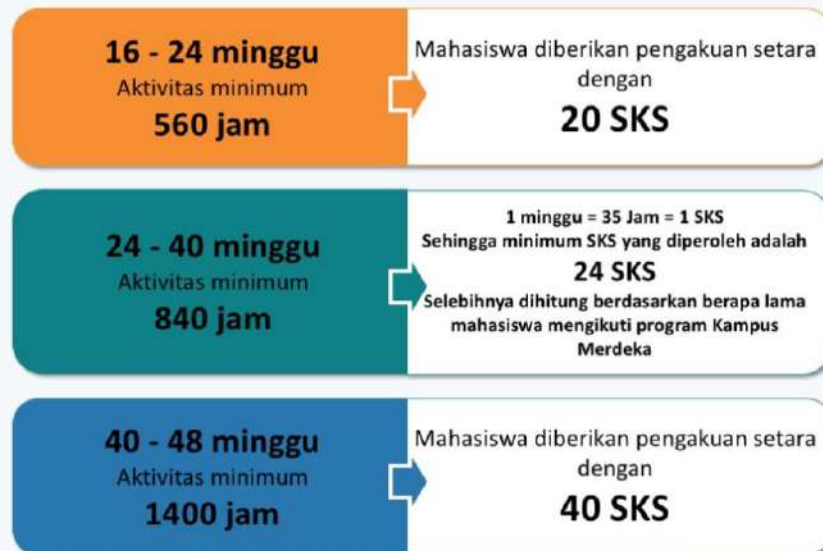 16 - 24 minggu
Aktivitas minimum
560 jam
Mahasiswa diberikan pengakuan setara
dengan
20 SKS
24 - 40 minggu
Aktivitas minimum
840 jam
1 minggu = 35 Jam = 1 SKS
Sehingga minimum SKS yang diperoleh adalah
24 SKS
Selebihnya dihitung berdasarkan berapa lama
mahasiswa mengikuti program Kampus
Merdeka
40 - 48 minggu
Aktivitas minimum
1400 jam
Mahasiswa diberikan pengakuan setara
dengan
40 SKS